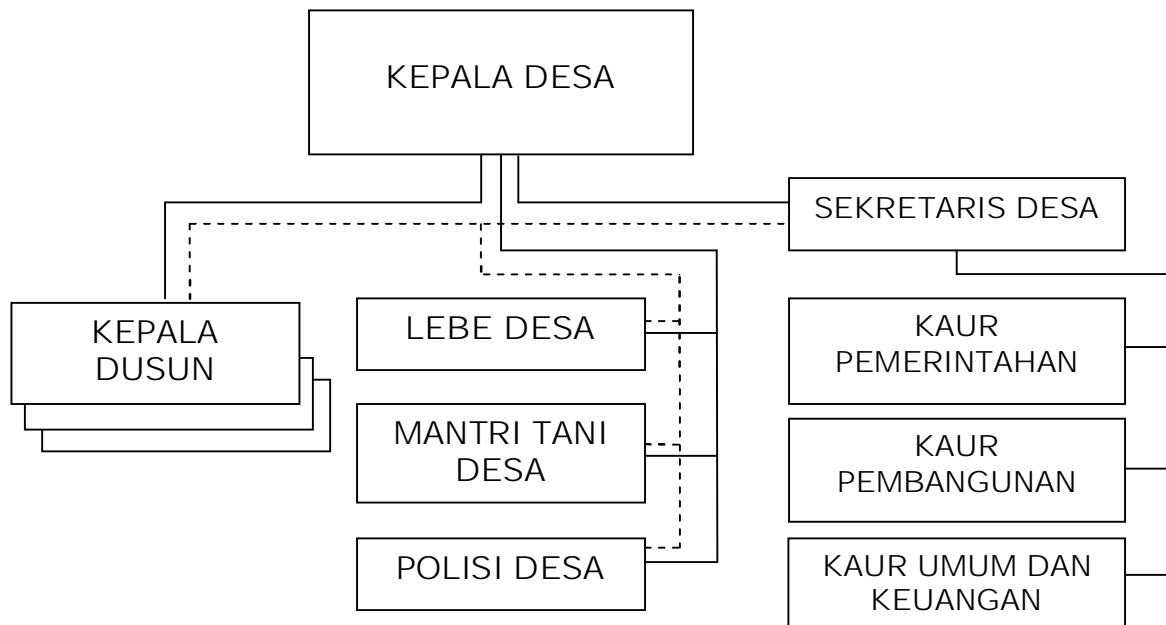 KEPALA DESA
SEKRETARIS DESA
KEPALA
DUSUN
LEBE DESA
MANTRI TANI
DESA
POLISI DESA
KAUR
PEMERINTAHAN
KAUR
PEMBANGUNAN
KAUR UMUM DAN
KEUANGAN